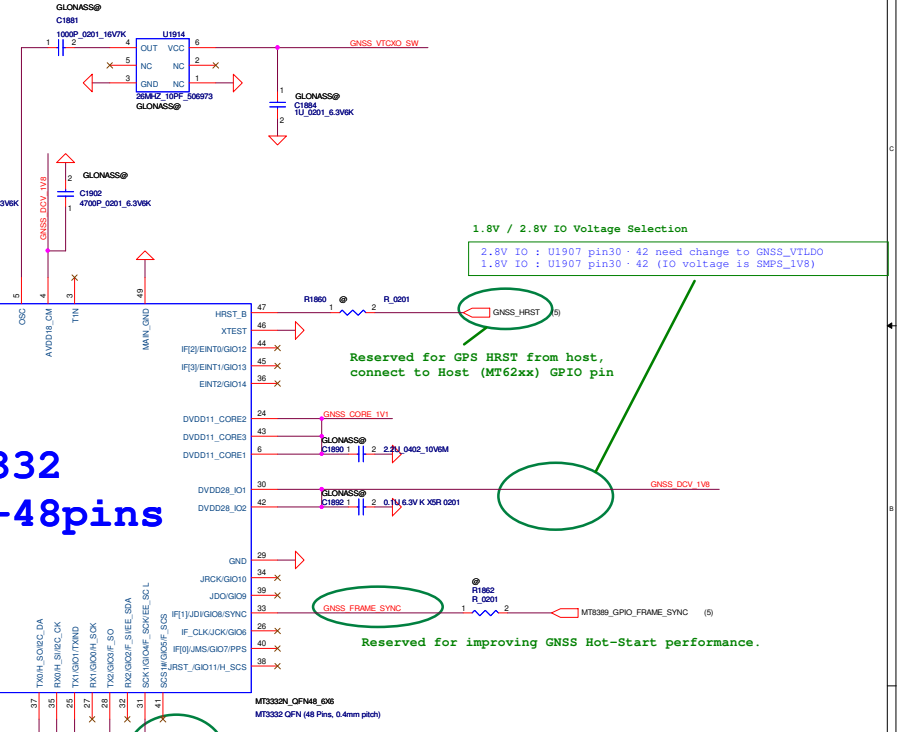 GLONASS@
C1881
1000P_0201_16V7K
1 2
U1914
4 OUT VCC 6
5 NC NC 2
3 GND NC 1
26MHZ_10PF_506973
GLONASS@
GNSS_VTCXO_SW
1
GLONASS@
C1884
1U_0201_6.3V6K
2
C
2
GLONASS@
C1902
4700P_0201_6.3V6K
1
3V6K
GNSS_DCV_1V8
1.8V / 2.8V IO Voltage Selection
2.8V IO : U1907 pin30 · 42 need change to GNSS_VTLDO
1.8V IO : U1907 pin30 · 42 (IO voltage is SMPS_1V8)
5 OSC
4 AVDD18_CM
3 T1N
49 MAIN_GND
HRST_B 47
R1860 @ R_0201
1 2
GNSS_HRST (5)
XTEST 46
IF[2]/EINT0/GIO12 44
IF[3]/EINT1/GIO13 45
EINT2/GIO14 36
Reserved for GPS HRST from host,
connect to Host (MT62xx) GPIO pin
DVDD11_CORE2 24
GNSS_CORE_1V1
DVDD11_CORE3 43
GLONASS@
DVDD11_CORE1 6
C1890 1 2 2.2U_0402_10V6M
332
-48pins
DVDD28_IO1 30
GNSS_DCV_1V8
GLONASS@
DVDD28_IO2 42
C1892 1 2 0.1U 6.3V K X5R 0201
B
GND 29
JRCK/GIO10 34
JDO/GIO9 39
IF[1]/JDI/GIO8/SYNC 33
GNSS_FRAME_SYNC
@
R1862
R_0201
1 2
MT8389_GPIO_FRAME_SYNC (5)
IF_CLK/JCK/GIO6 26
IF[0]/JMS/GIO7/PPS 40
JRST_/GIO11/H_SCS 38
Reserved for improving GNSS Hot-Start performance.
TX0/H_SO/I2C_DA 37
RX0/H_SI/I2C_CK 35
TX1/GIO1/TXIND 25
RX1/GIO0/H_SCK 27
TX2/GIO3/F_SO 28
RX2/GIO2/F_SI/EE_SDA 32
SCK1/GIO4/F_SCK/EE_SCL 31
SCS1#/GIO5/F_SCS 41
MT3332N_QFN48_6X6
MT3332 QFN (48 Pins, 0.4mm pitch)